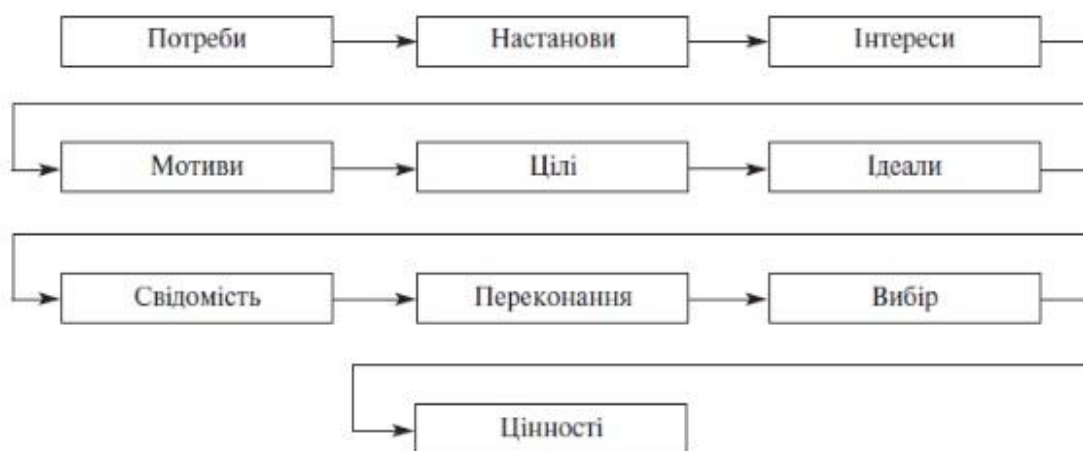 Потреби
Настанови
Інтереси
Мотиви
Цілі
Ідеали
Свідомість
Переконання
Вибір
Цінності